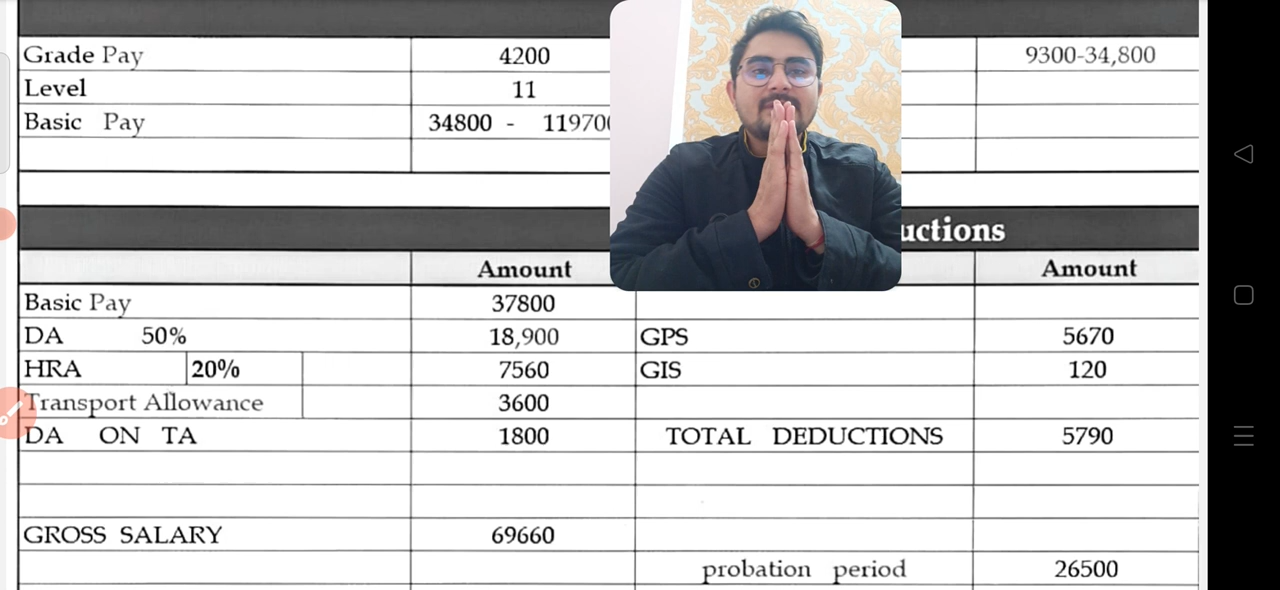 Grade Pay 4200 9300-34,800
Level 11
Basic Pay 34800 - 11970
uctions
Amount Amount
Basic Pay 37800
DA 50% 18,900 GPS 5670
HRA 20% 7560 GIS 120
Transport Allowance 3600
DA ON TA 1800 TOTAL DEDUCTIONS 5790
GROSS SALARY 69660
probation period 26500